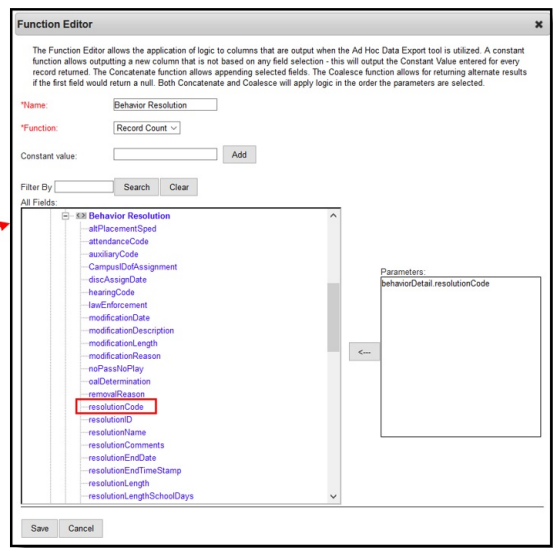 Function Editor
×
The Function Editor allows the application of logic to columns that are output when the Ad Hoc Data Export tool is utilized. A constant
function allows outputting a new column that is not based on any field selection - this will output the Constant Value entered for every
record returned. The Concatenate function allows appending selected fields. The Coalesce function allows for returning alternate results
if the first field would return a null. Both Concatenate and Coalesce will apply logic in the order the parameters are selected.
*Name: Behavior Resolution
*Function: Record Count
Constant value: Add
Filter By Search Clear
All Fields:
Behavior Resolution
altPlacementSped
attendanceCode
auxiliaryCode
CampusIDofAssignment
discAssignDate
hearingCode
lawEnforcement
modificationDate
modificationDescription
modificationLength
modificationReason
noPassNoPlay
oalDetermination
removalReason
resolutionCode
resolutionID
resolutionName
resolutionComments
resolutionEndDate
resolutionEndTimeStamp
resolutionLength
resolutionLengthSchoolDays
<---
Parameters:
behaviorDetail.resolutionCode
Save Cancel